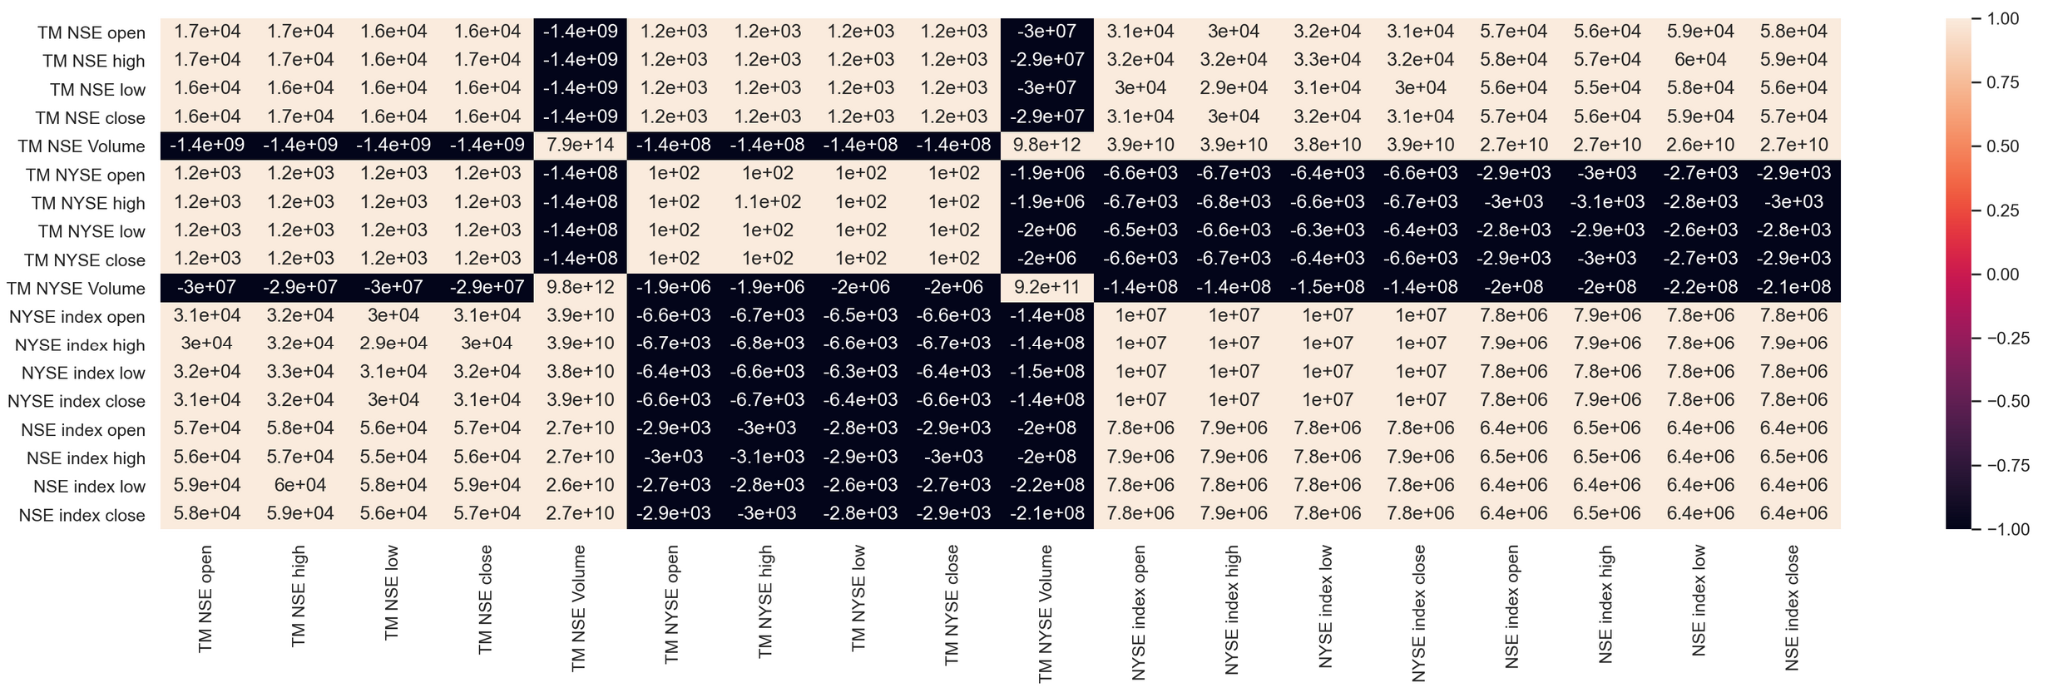 TM NSE open 1.7e+04 1.7e+04 1.6e+04 1.6e+04 -1.4e+09 1.2e+03 1.2e+03 1.2e+03 1.2e+03 -3e+07 3.1e+04 3e+04 3.2e+04 3.1e+04 5.7e+04 5.6e+04 5.9e+04 5.8e+04
TM NSE high 1.7e+04 1.7e+04 1.6e+04 1.7e+04 -1.4e+09 1.2e+03 1.2e+03 1.2e+03 1.2e+03 -2.9e+07 3.2e+04 3.2e+04 3.3e+04 3.2e+04 5.8e+04 5.7e+04 6e+04 5.9e+04
TM NSE low 1.6e+04 1.6e+04 1.6e+04 1.6e+04 -1.4e+09 1.2e+03 1.2e+03 1.2e+03 1.2e+03 -3e+07 3e+04 2.9e+04 3.1e+04 3e+04 5.6e+04 5.5e+04 5.8e+04 5.6e+04
TM NSE close 1.6e+04 1.7e+04 1.6e+04 1.6e+04 -1.4e+09 1.2e+03 1.2e+03 1.2e+03 1.2e+03 -2.9e+07 3.1e+04 3e+04 3.2e+04 3.1e+04 5.7e+04 5.6e+04 5.9e+04 5.7e+04
TM NSE Volume -1.4e+09 -1.4e+09 -1.4e+09 -1.4e+09 7.9e+14 -1.4e+08 -1.4e+08 -1.4e+08 -1.4e+08 9.8e+12 3.9e+10 3.9e+10 3.8e+10 3.9e+10 2.7e+10 2.7e+10 2.6e+10 2.7e+10
TM NYSE open 1.2e+03 1.2e+03 1.2e+03 1.2e+03 -1.4e+08 1e+02 1e+02 1e+02 1e+02 -1.9e+06 -6.6e+03 -6.7e+03 -6.4e+03 -6.6e+03 -2.9e+03 -3e+03 -2.7e+03 -2.9e+03
TM NYSE high 1.2e+03 1.2e+03 1.2e+03 1.2e+03 -1.4e+08 1e+02 1.1e+02 1e+02 1e+02 -1.9e+06 -6.7e+03 -6.8e+03 -6.6e+03 -6.7e+03 -3e+03 -3.1e+03 -2.8e+03 -3e+03
TM NYSE low 1.2e+03 1.2e+03 1.2e+03 1.2e+03 -1.4e+08 1e+02 1e+02 1e+02 1e+02 -2e+06 -6.5e+03 -6.6e+03 -6.3e+03 -6.4e+03 -2.8e+03 -2.9e+03 -2.6e+03 -2.8e+03
TM NYSE close 1.2e+03 1.2e+03 1.2e+03 1.2e+03 -1.4e+08 1e+02 1e+02 1e+02 1e+02 -2e+06 -6.6e+03 -6.7e+03 -6.4e+03 -6.6e+03 -2.9e+03 -3e+03 -2.7e+03 -2.9e+03
TM NYSE Volume -3e+07 -2.9e+07 -3e+07 -2.9e+07 9.8e+12 -1.9e+06 -1.9e+06 -2e+06 -2e+06 9.2e+11 -1.4e+08 -1.4e+08 -1.5e+08 -1.4e+08 -2e+08 -2e+08 -2.2e+08 -2.1e+08
NYSE index open 3.1e+04 3.2e+04 3e+04 3.1e+04 3.9e+10 -6.6e+03 -6.7e+03 -6.5e+03 -6.6e+03 -1.4e+08 1e+07 1e+07 1e+07 1e+07 7.8e+06 7.9e+06 7.8e+06 7.8e+06
NYSE index high 3e+04 3.2e+04 2.9e+04 3e+04 3.9e+10 -6.7e+03 -6.8e+03 -6.6e+03 -6.7e+03 -1.4e+08 1e+07 1e+07 1e+07 1e+07 7.9e+06 7.9e+06 7.8e+06 7.9e+06
NYSE index low 3.2e+04 3.3e+04 3.1e+04 3.2e+04 3.8e+10 -6.4e+03 -6.6e+03 -6.3e+03 -6.4e+03 -1.5e+08 1e+07 1e+07 1e+07 1e+07 7.8e+06 7.8e+06 7.8e+06 7.8e+06
NYSE index close 3.1e+04 3.2e+04 3e+04 3.1e+04 3.9e+10 -6.6e+03 -6.7e+03 -6.4e+03 -6.6e+03 -1.4e+08 1e+07 1e+07 1e+07 1e+07 7.8e+06 7.9e+06 7.8e+06 7.8e+06
NSE index open 5.7e+04 5.8e+04 5.6e+04 5.7e+04 2.7e+10 -2.9e+03 -3e+03 -2.8e+03 -2.9e+03 -2e+08 7.8e+06 7.9e+06 7.8e+06 7.8e+06 6.4e+06 6.5e+06 6.4e+06 6.4e+06
NSE index high 5.6e+04 5.7e+04 5.5e+04 5.6e+04 2.7e+10 -3e+03 -3.1e+03 -2.9e+03 -3e+03 -2e+08 7.9e+06 7.9e+06 7.8e+06 7.9e+06 6.5e+06 6.5e+06 6.4e+06 6.5e+06
NSE index low 5.9e+04 6e+04 5.8e+04 5.9e+04 2.6e+10 -2.7e+03 -2.8e+03 -2.6e+03 -2.7e+03 -2.2e+08 7.8e+06 7.8e+06 7.8e+06 7.8e+06 6.4e+06 6.4e+06 6.4e+06 6.4e+06
NSE index close 5.8e+04 5.9e+04 5.6e+04 5.7e+04 2.7e+10 -2.9e+03 -3e+03 -2.8e+03 -2.9e+03 -2.1e+08 7.8e+06 7.9e+06 7.8e+06 7.8e+06 6.4e+06 6.5e+06 6.4e+06 6.4e+06
TM NSE open
TM NSE high
TM NSE low
TM NSE close
TM NSE Volume
TM NYSE open
TM NYSE high
TM NYSE low
TM NYSE close
TM NYSE Volume
NYSE index open
NYSE index high
NYSE index low
NYSE index close
NSE index open
NSE index high
NSE index low
NSE index close
1.00
0.75
0.50
0.25
0.00
−0.25
−0.50
−0.75
−1.00